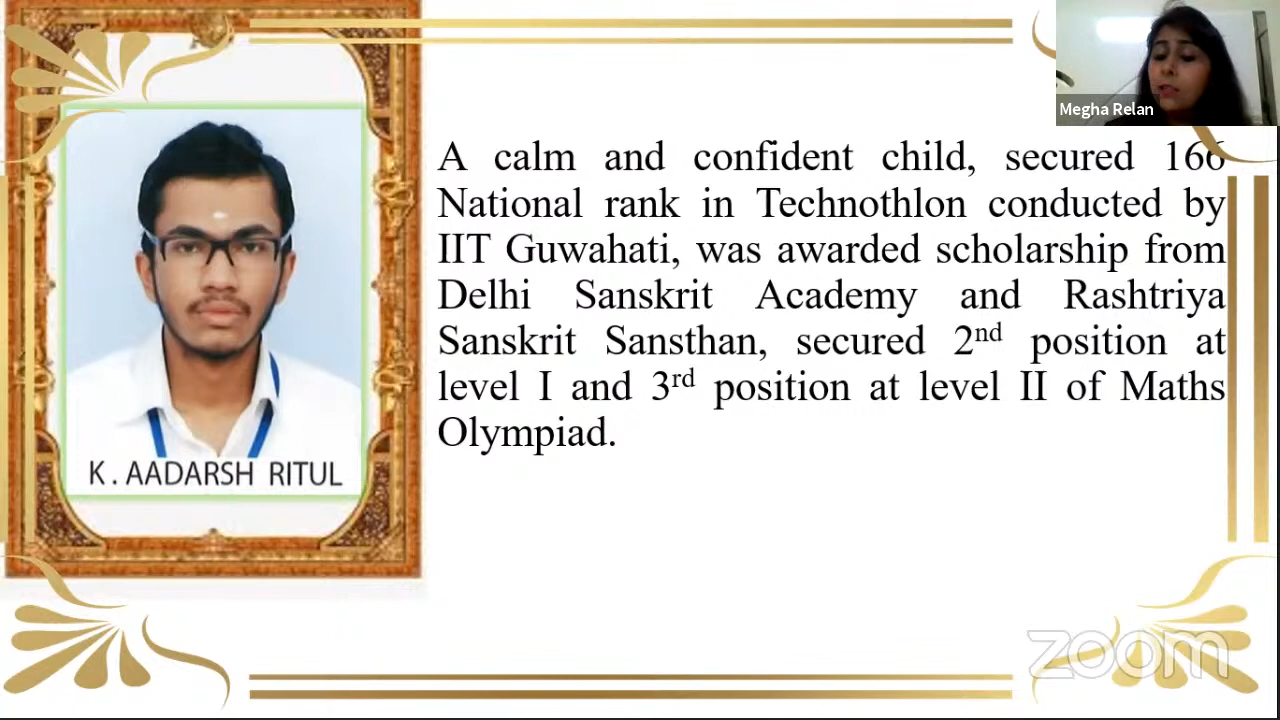 Megha Relan
A calm and confident child, secured 166
National rank in Technothlon conducted by
IIT Guwahati, was awarded scholarship from
Delhi Sanskrit Academy and Rashtriya
Sanskrit Sansthan, secured 2nd position at
level I and 3rd position at level II of Maths
Olympiad.
K. AADARSH RITUL
zoom